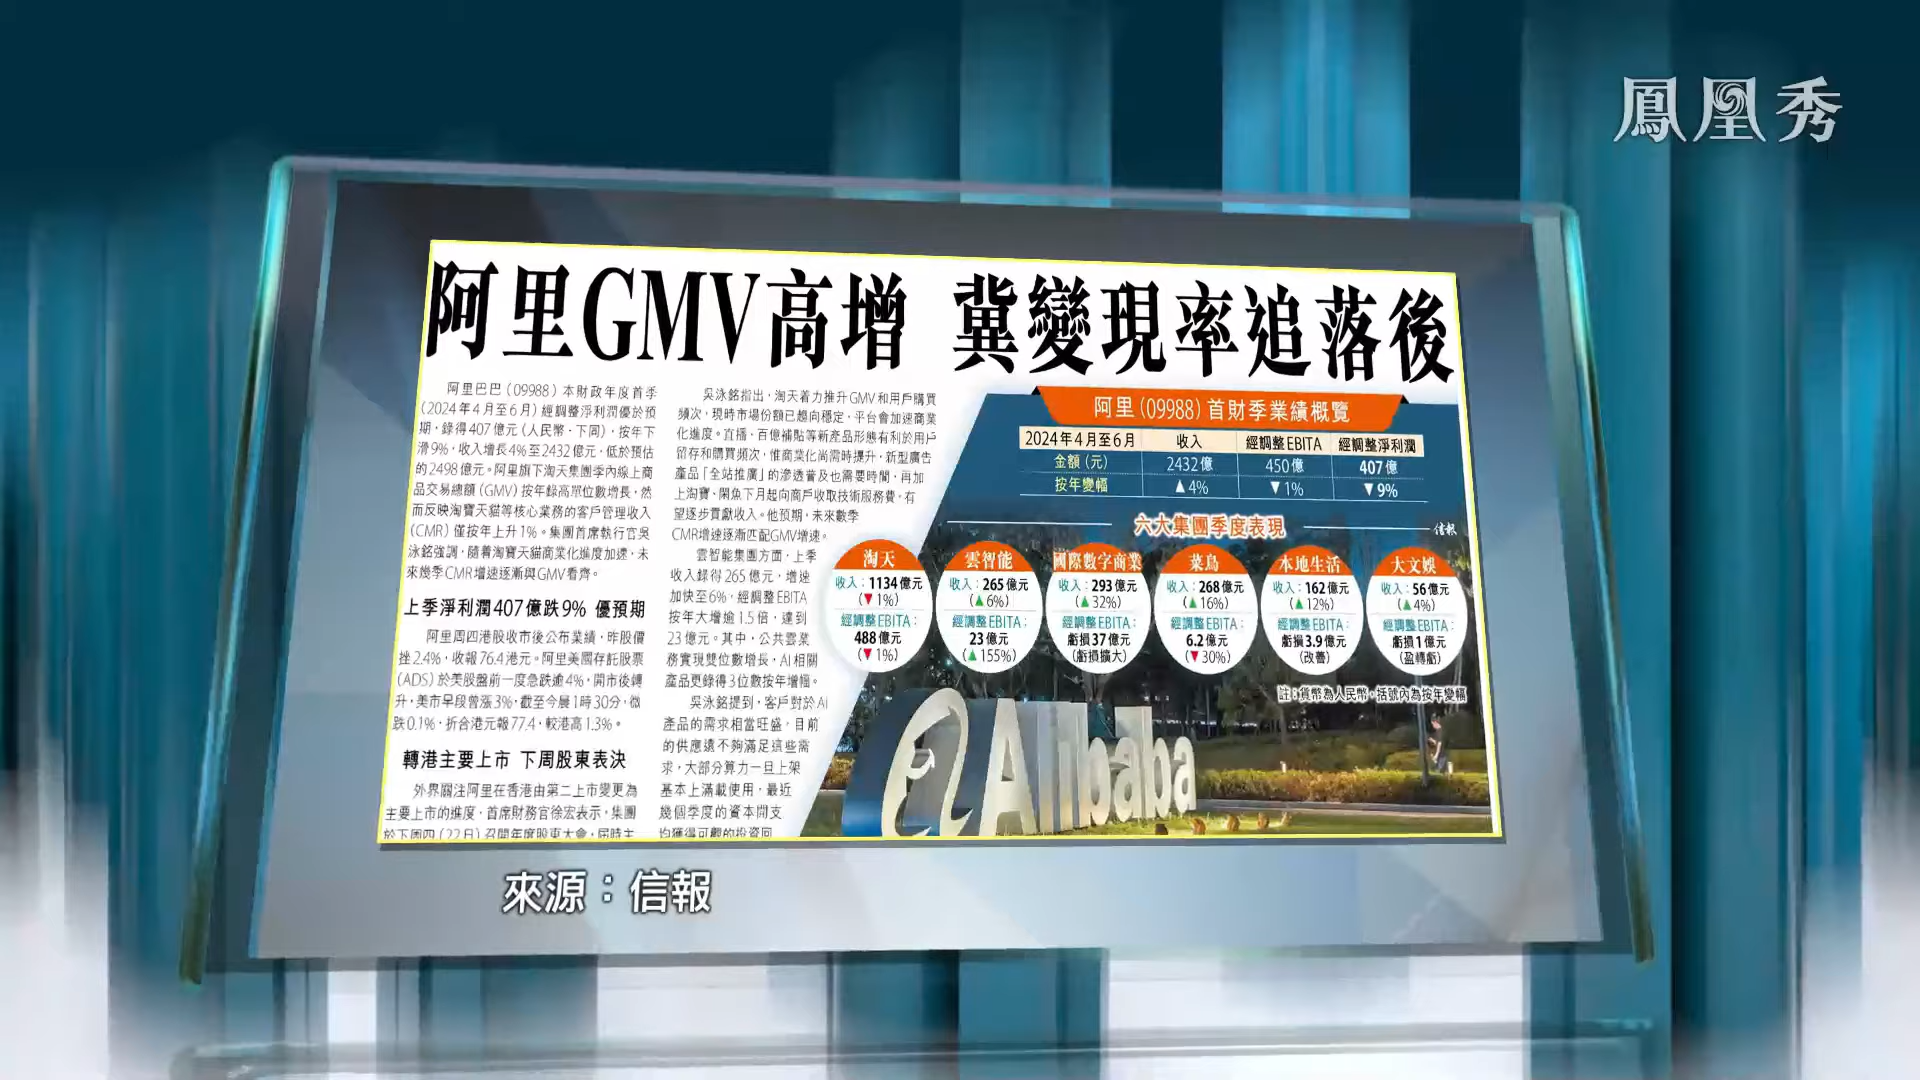 鳳凰秀
阿里GMV高增 冀變現率追落後
阿里巴巴（09988）本財政年度首季
（2024年4月至6月）經調整淨利潤優於預
期，錄得407億元（人民幣．下同），按年下
滑9%，收入增長4%至2432億元，低於預估
的2498億元。阿里旗下淘天集團季內線上商
品交易總額（GMV）按年錄高單位數增長，然
而反映淘寶天貓等核心業務的客戶管理收入
（CMR）僅按年上升1%。集團首席執行官吳
泳銘強調，隨着淘寶天貓商業化進度加速，未
來幾季CMR增速逐漸與GMV看齊。
上季淨利潤407億跌9% 優預期
阿里周四港股收市後公布業績，昨股價
挫2.4%，收報76.4港元。阿里美國存託股票
（ADS）於美股盤前一度急跌逾4%，開市後轉
升，美市早段曾漲3%，截至今晨1時30分，微
跌0.1%，折合港元報77.4，較港高1.3%。
轉港主要上市 下周股東表決
外界關注阿里在香港由第二上市變更為
主要上市的進度，首席財務官徐宏表示，集團
於下周四（22日）召開年度股東大會，屆時主
吳泳銘指出，淘天着力推升GMV和用戶購買
頻次，現時市場份額已趨向穩定，平台會加速商業
化進度。直播、百億補貼等新產品形態有利於用戶
留存和購買頻次，惟商業化尚需時提升，新型廣告
產品「全站推廣」的滲透普及也需要時間，再加
上淘寶、閑魚下月起向商戶收取技術服務費，有
望逐步貢獻收入。他預期，未來數季
CMR增速逐漸匹配GMV增速。
雲智能集團方面，上季
收入錄得265億元，增速
加快至6%，經調整EBITA
按年大增逾1.5倍，達到
23億元。其中，公共雲業
務實現雙位數增長，AI相關
產品更錄得3位數按年增幅。
吳泳銘提到，客戶對於AI
產品的需求相當旺盛，目前
的供應遠不夠滿足這些需
求，大部分算力一旦上架
基本上滿載使用，最近
幾個季度的資本開支
均獲得可觀的投資回
阿里（09988）首財季業績概覽
2024年4月至6月 收入 經調整EBITA 經調整淨利潤
金額（元） 2432億 450億 407億
按年變幅 ▲4% ▼1% ▼9%
六大集團季度表現
信報
淘天
收入：1134億元
（▼1%）
經調整EBITA：
488億元
（▼1%）
雲智能
收入：265億元
（▲6%）
經調整EBITA：
23億元
（▲155%）
國際數字商業
收入：293億元
（▲32%）
經調整EBITA：
虧損37億元
（虧損擴大）
菜鳥
收入：268億元
（▲16%）
經調整EBITA：
6.2億元
（▼30%）
本地生活
收入：162億元
（▲12%）
經調整EBITA：
虧損3.9億元
（改善）
大文娛
收入：56億元
（▲4%）
經調整EBITA：
虧損1億元
（盈轉虧）
註：貨幣為人民幣，括號內為按年變幅
Alibaba
來源：信報